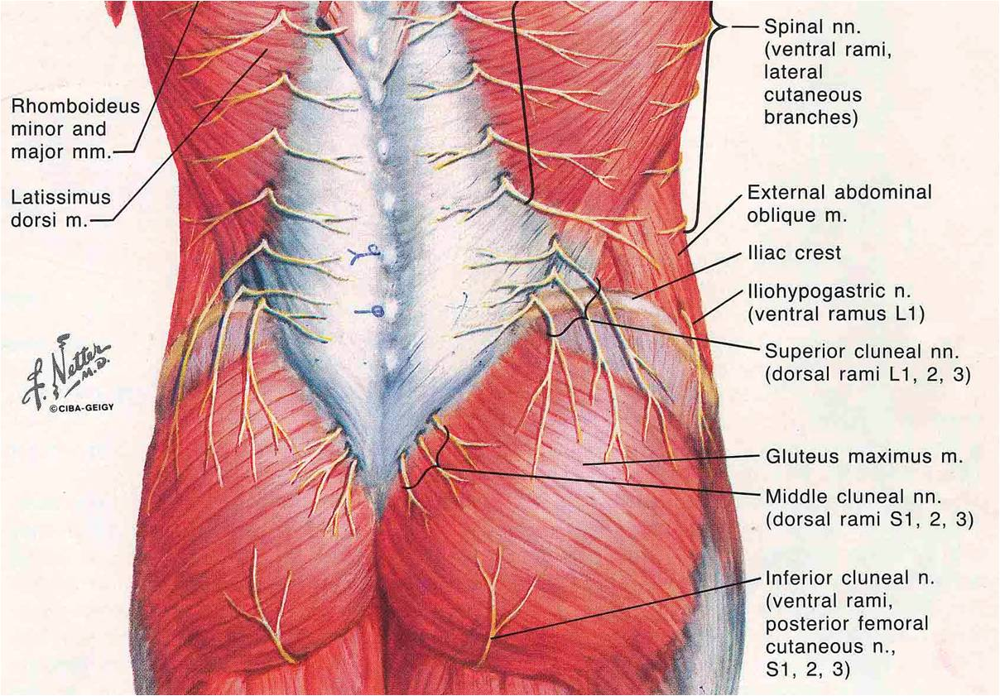 Rhomboideus
minor and
major mm.
Latissimus
dorsi m.
F. Netter
M.D.
©CIBA-GEIGY
Spinal nn.
(ventral rami,
lateral
cutaneous
branches)
External abdominal
oblique m.
Iliac crest
Iliohypogastric n.
(ventral ramus L1)
Superior cluneal nn.
(dorsal rami L1, 2, 3)
Gluteus maximus m.
Middle cluneal nn.
(dorsal rami S1, 2, 3)
Inferior cluneal n.
(ventral rami,
posterior femoral
cutaneous n.,
S1, 2, 3)